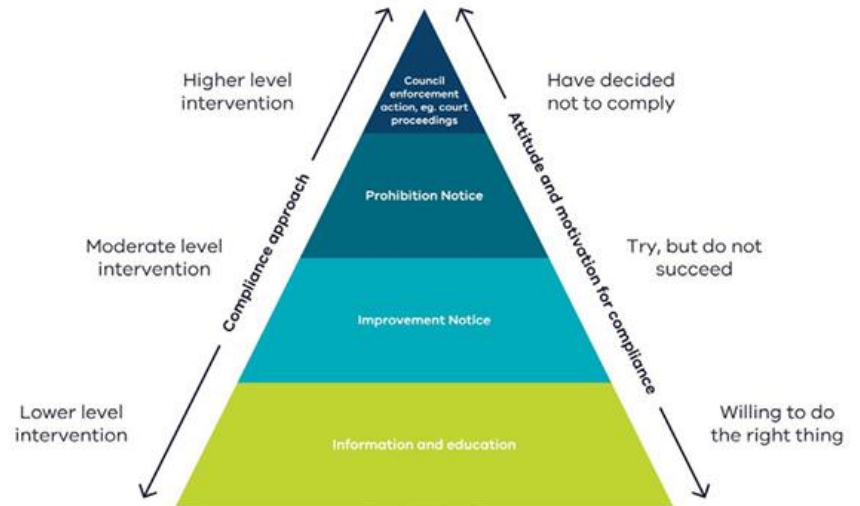 Higher level
intervention
Council
enforcement
action, eg. court
proceedings
Have decided
not to comply
Compliance approach
Attitude and motivation for compliance
Prohibition Notice
Moderate level
intervention
Try, but do not
succeed
Improvement Notice
Lower level
intervention
Information and education
Willing to do
the right thing